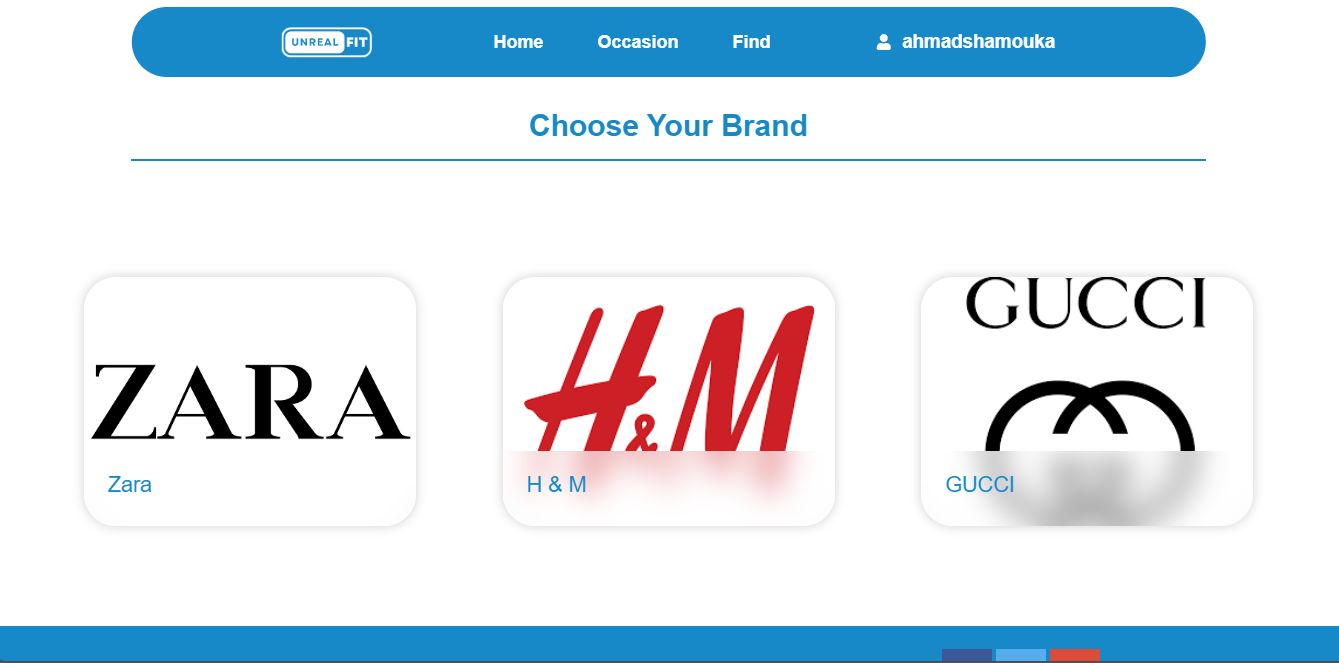 UNREAL FIT Home Occasion Find ahmadshamouka
Choose Your Brand
ZARA
Zara
H&M
H & M
GUCCI
GUCCI